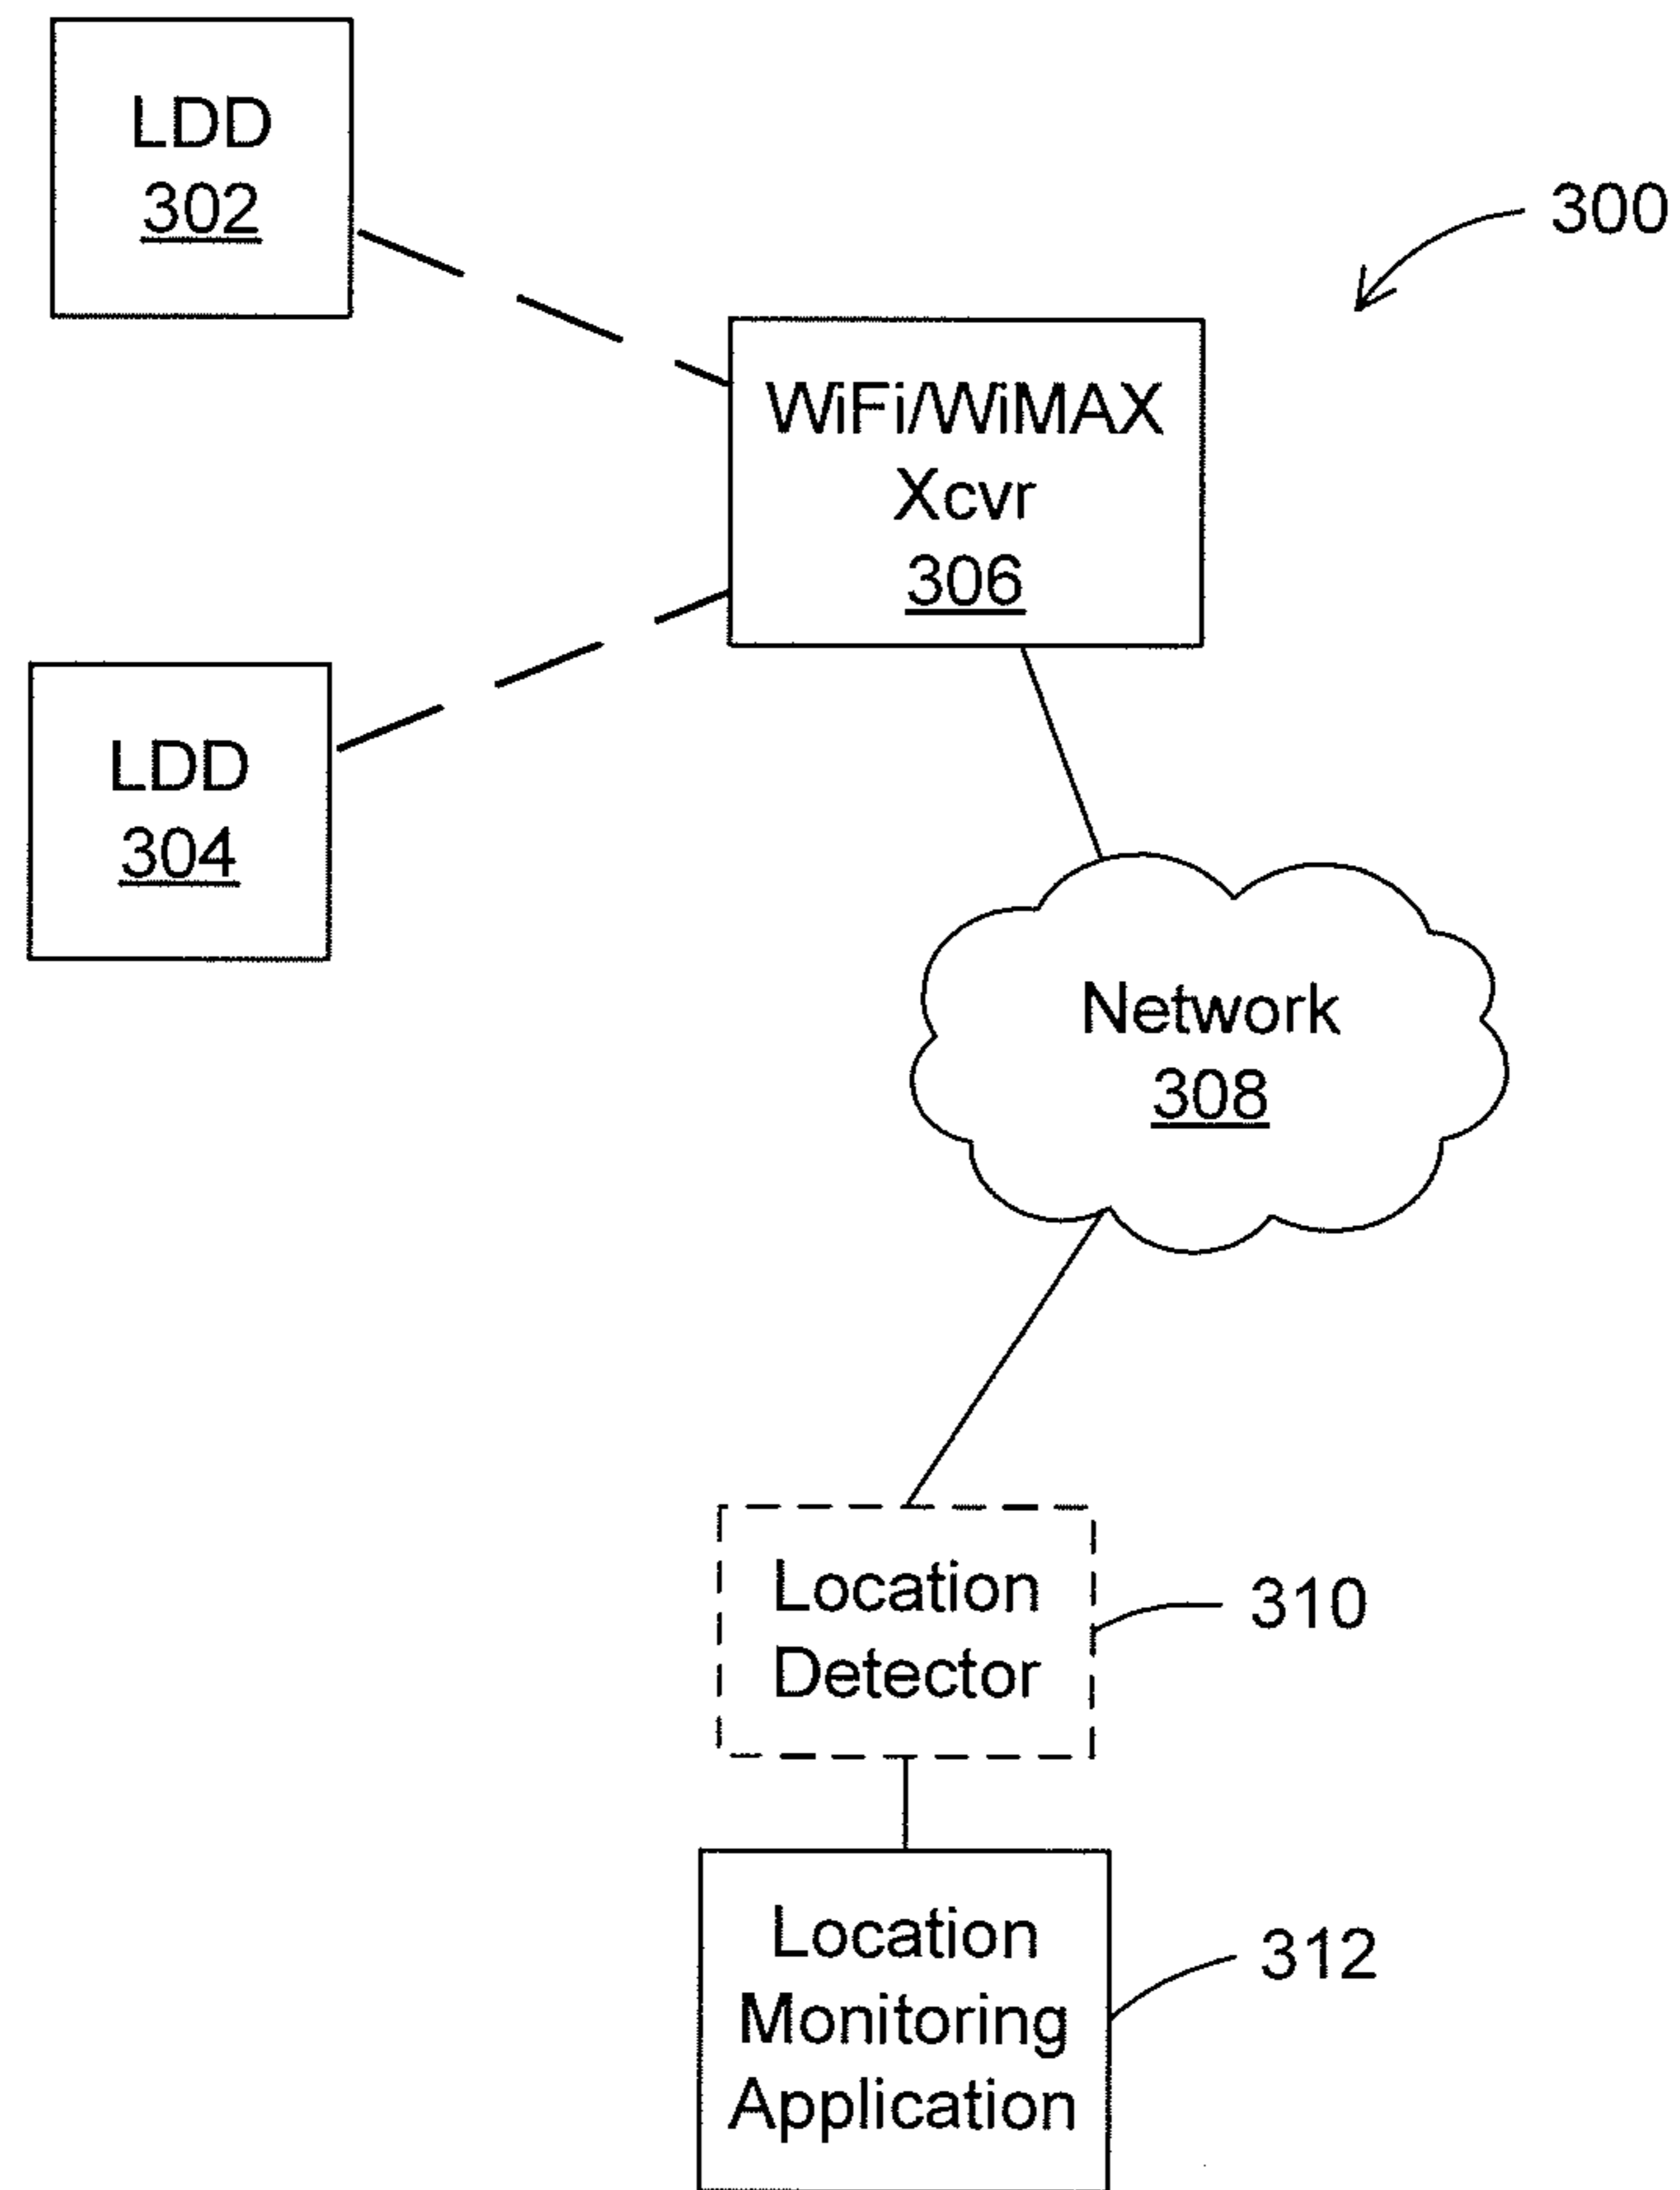 LDD
302
300
WiFi/WiMAX
Xcvr
306
LDD
304
Network
308
Location
Detector
310
Location
Monitoring
Application
312